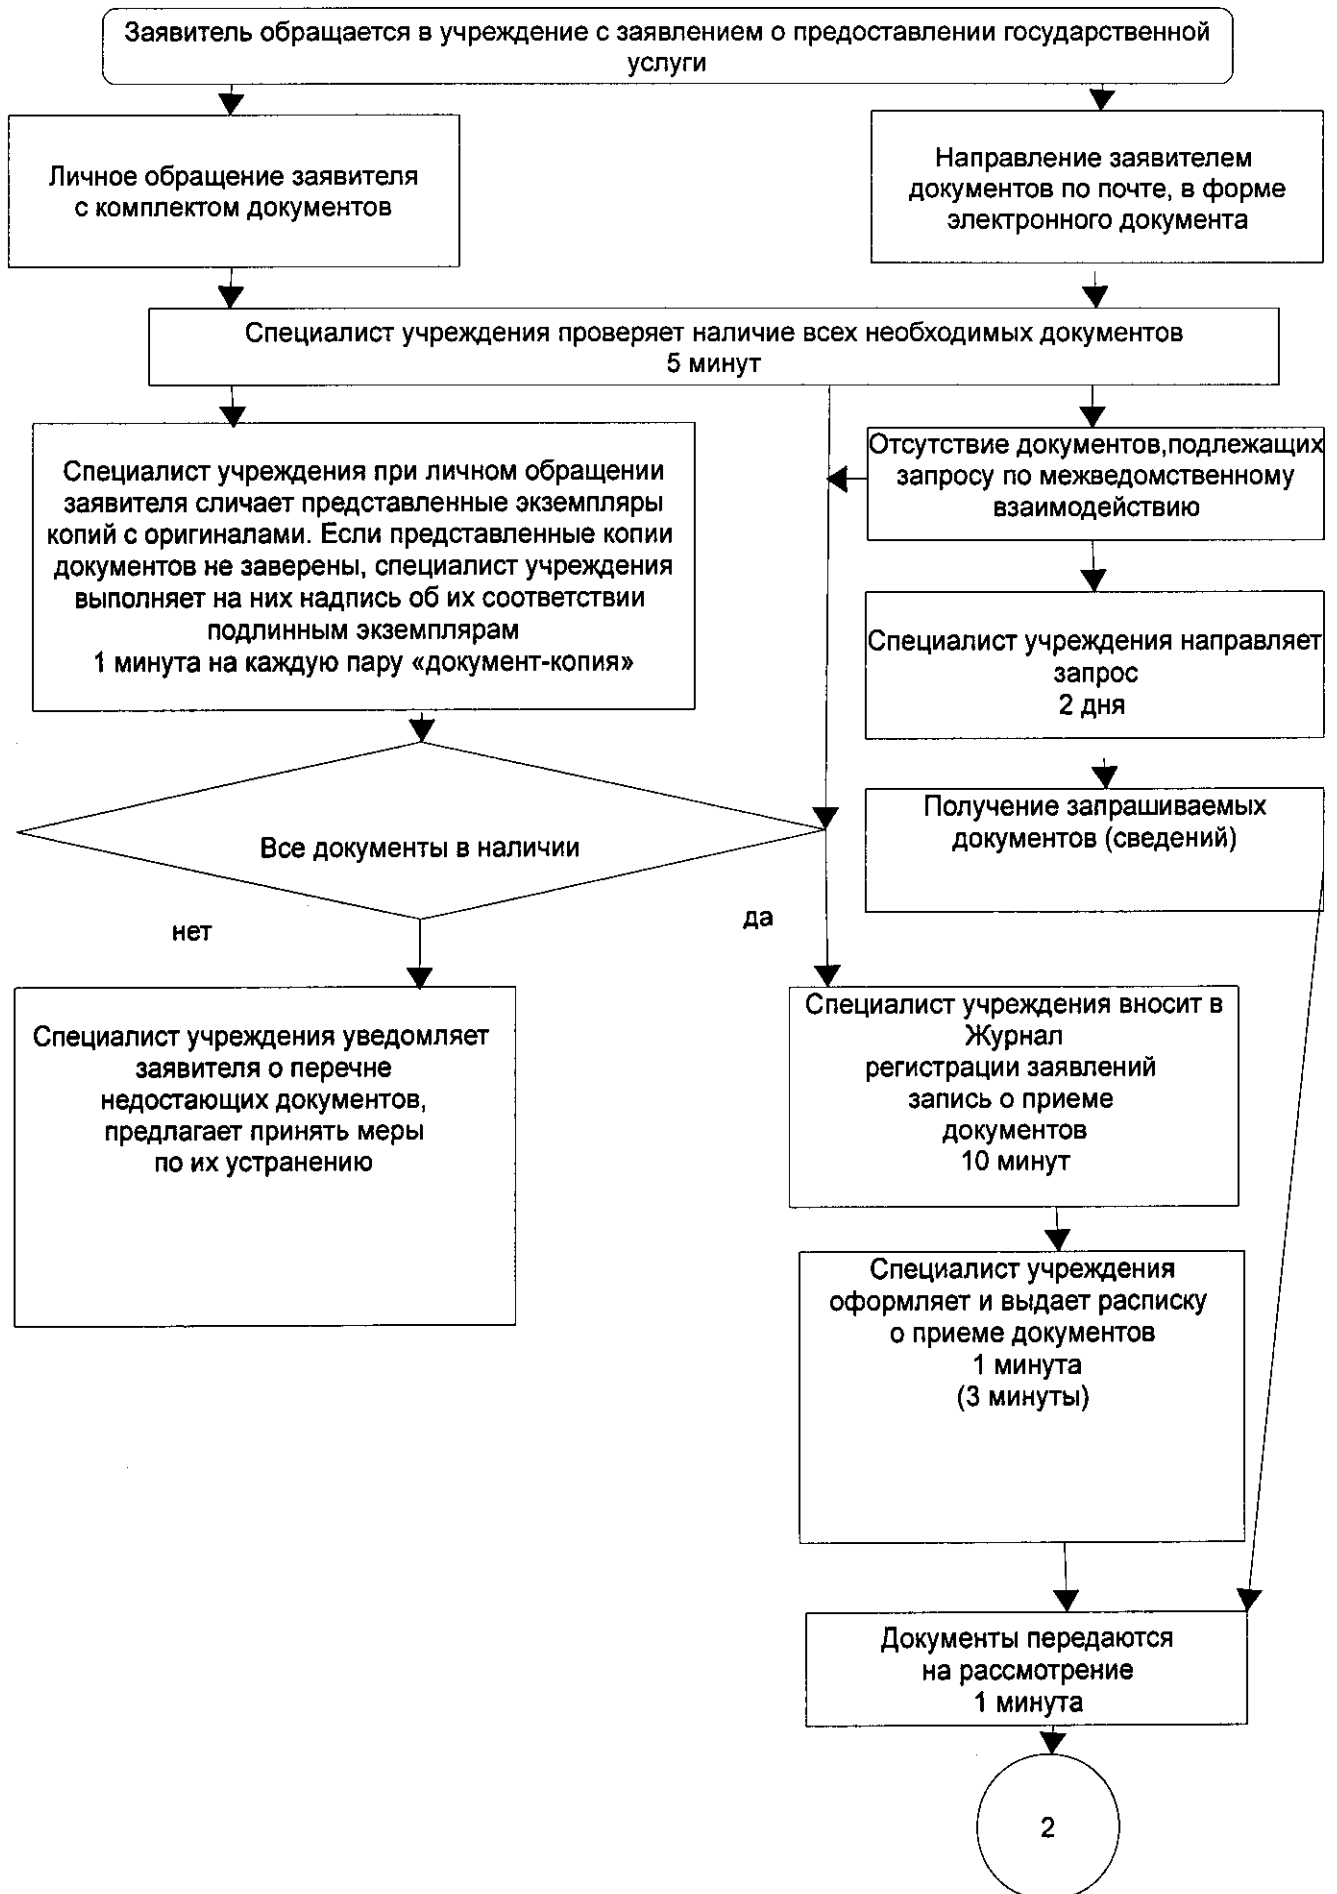 Заявитель обращается в учреждение с заявлением о предоставлении государственной
услуги
Личное обращение заявителя
с комплектом документов
Направление заявителем
документов по почте, в форме
электронного документа
Специалист учреждения проверяет наличие всех необходимых документов
5 минут
Специалист учреждения при личном обращении
заявителя сличает представленные экземпляры
копий с оригиналами. Если представленные копии
документов не заверены, специалист учреждения
выполняет на них надпись об их соответствии
подлинным экземплярам
1 минута на каждую пару «документ-копия»
Отсутствие документов,подлежащих
запросу по межведомственному
взаимодействию
Специалист учреждения направляет
запрос
2 дня
Получение запрашиваемых
документов (сведений)
Все документы в наличии
нет
да
Специалист учреждения уведомляет
заявителя о перечне
недостающих документов,
предлагает принять меры
по их устранению
Специалист учреждения вносит в
Журнал
регистрации заявлений
запись о приеме
документов
10 минут
Специалист учреждения
оформляет и выдает расписку
о приеме документов
1 минута
(3 минуты)
Документы передаются
на рассмотрение
1 минута
2